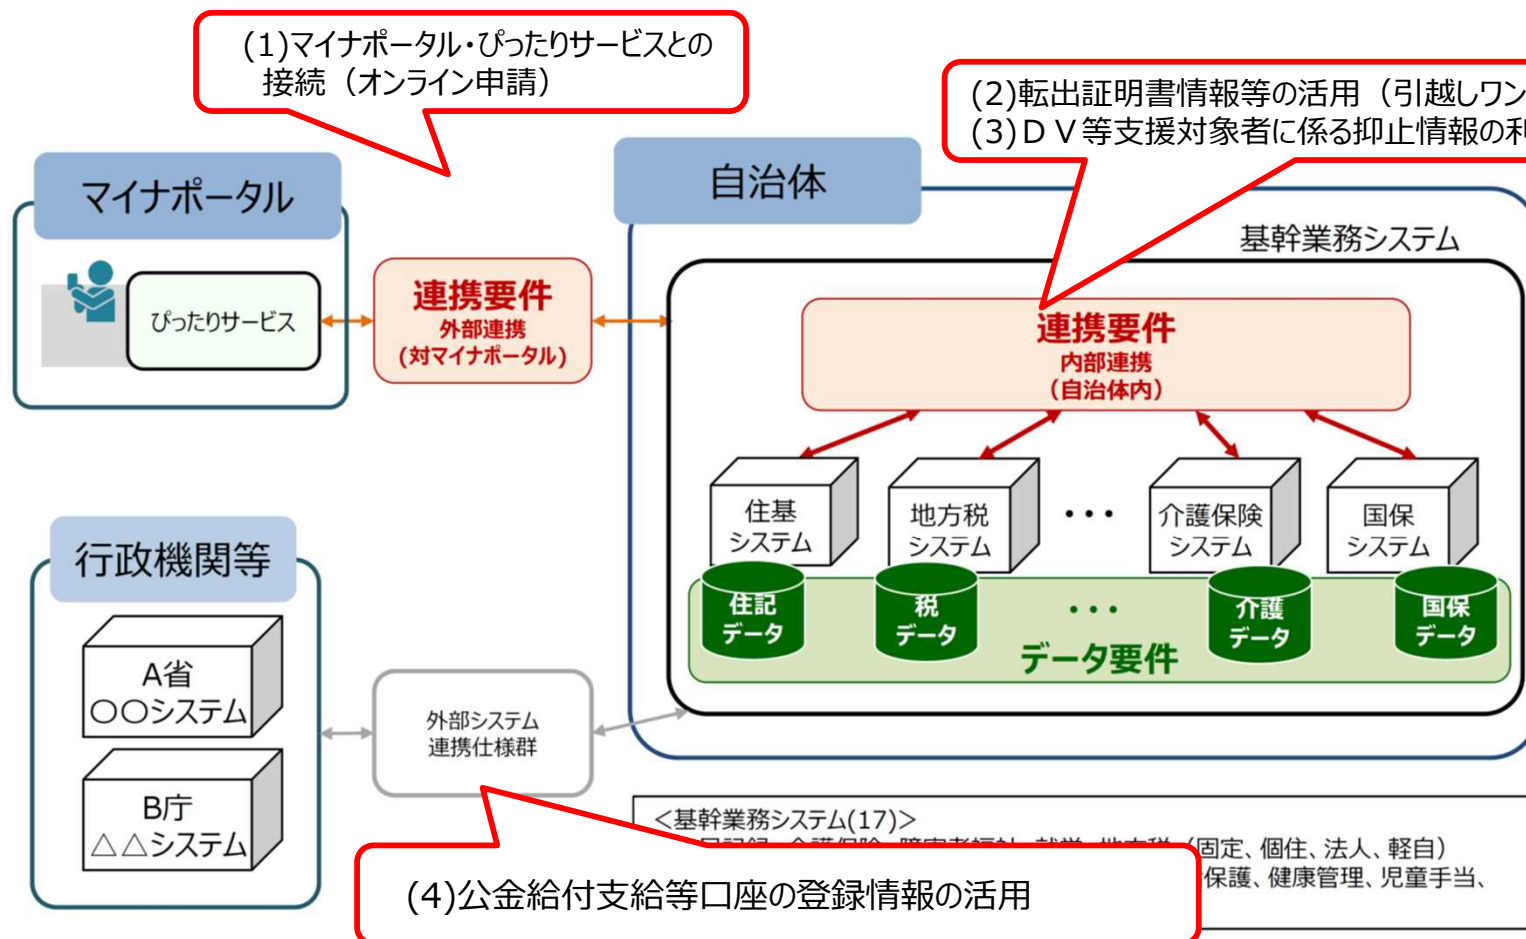 (1)マイナポータル・ぴったりサービスとの
接続（オンライン申請）
(2)転出証明書情報等の活用（引越しワン
(3)ＤＶ等支援対象者に係る抑止情報の利
マイナポータル
ぴったりサービス
連携要件
外部連携
(対マイナポータル)
自治体
基幹業務システム
連携要件
内部連携
（自治体内）
住基
システム
地方税
システム
・・・
介護保険
システム
国保
システム
住記
データ
税
データ
・・・
介護
データ
国保
データ
データ要件
行政機関等
A省
〇〇システム
B庁
△△システム
外部システム
連携仕様群
＜基幹業務システム(17)＞
（固定、個住、法人、軽自）
保護、健康管理、児童手当、
(4)公金給付支給等口座の登録情報の活用